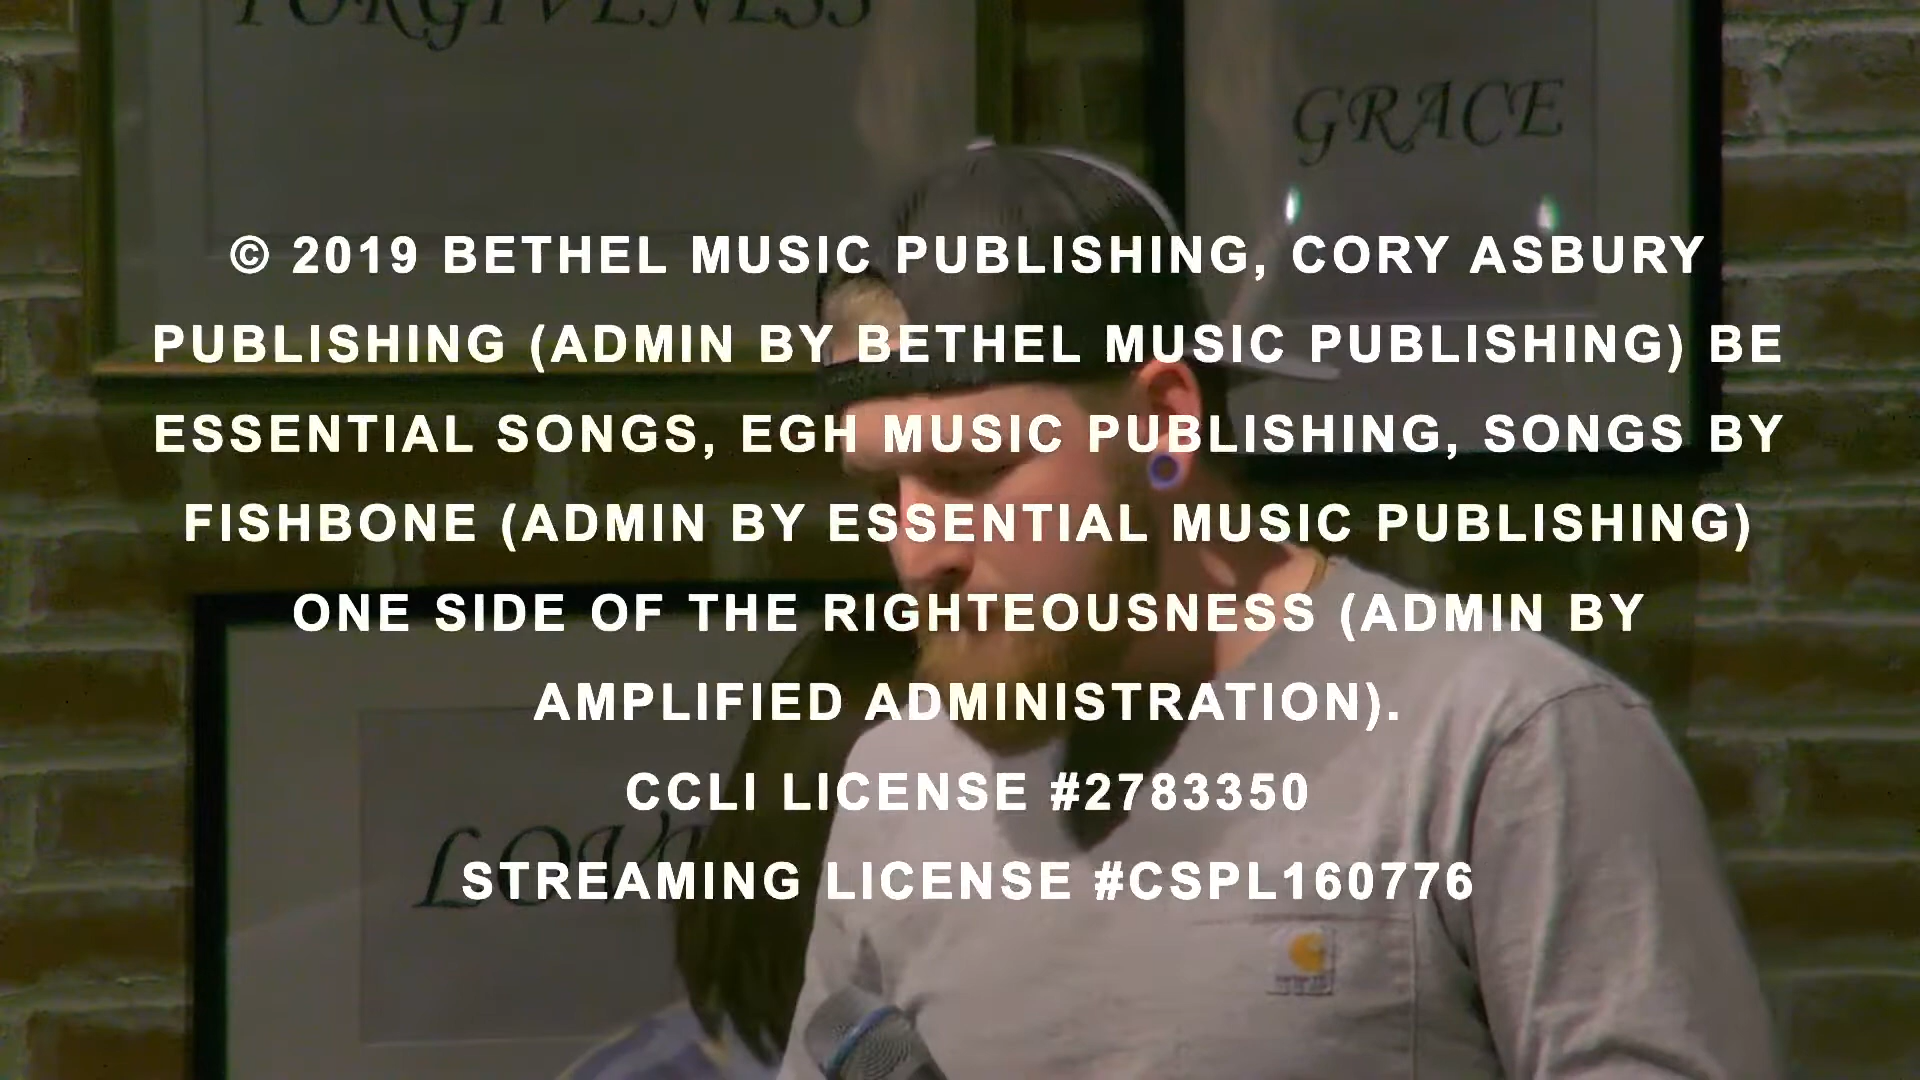 FORGIVENESS
GRACE
© 2019 BETHEL MUSIC PUBLISHING, CORY ASBURY
PUBLISHING (ADMIN BY BETHEL MUSIC PUBLISHING) BE
ESSENTIAL SONGS, EGH MUSIC PUBLISHING, SONGS BY
FISHBONE (ADMIN BY ESSENTIAL MUSIC PUBLISHING)
ONE SIDE OF THE RIGHTEOUSNESS (ADMIN BY
AMPLIFIED ADMINISTRATION).
CCLI LICENSE #2783350
STREAMING LICENSE #CSPL160776